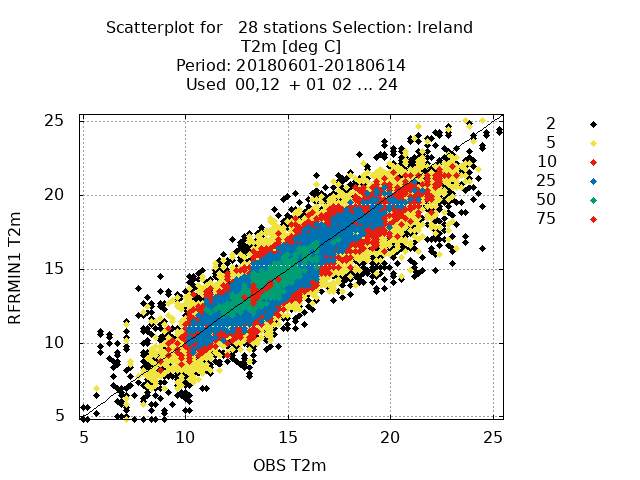 Scatterplot for 28 stations Selection: Ireland
T2m [deg C]
Period: 20180601-20180614
Used 00,12 + 01 02 ... 24
25
20
15
10
5
RFRMIN1 T2m
5 10 15 20 25
OBS T2m
2
5
10
25
50
75